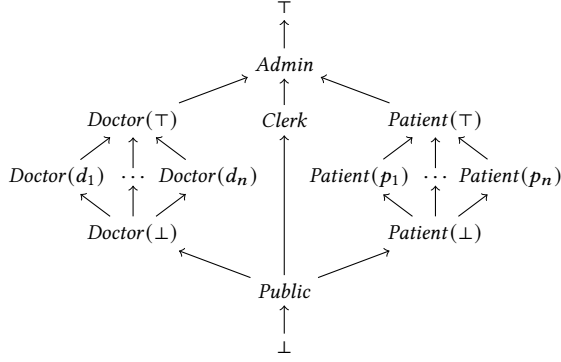 ⊤
Admin
Doctor(⊤) Clerk Patient(⊤)
Doctor(d₁) ⋯ Doctor(dₙ) Patient(p₁) ⋯ Patient(pₙ)
Doctor(⊥) Patient(⊥)
Public
⊥